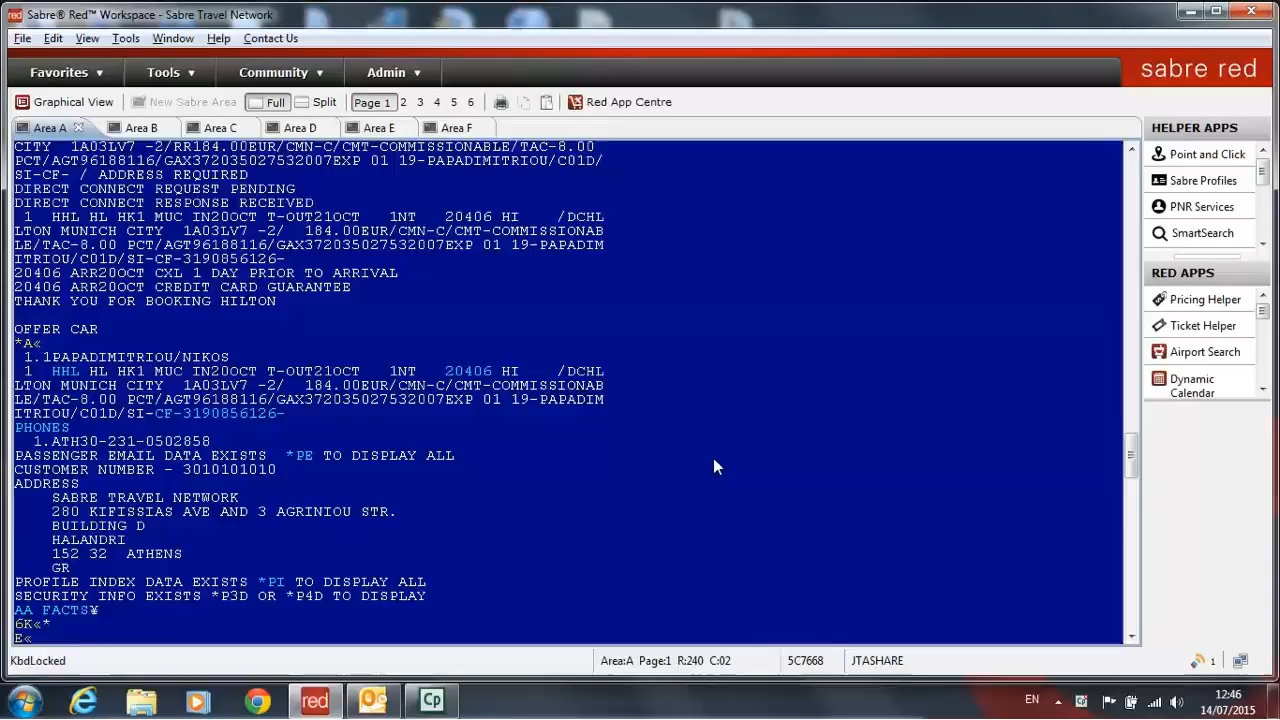 Sabre® Red™ Workspace - Sabre Travel Network
File Edit View Tools Window Help Contact Us
Favorites Tools Community Admin
sabre red
Graphical View New Sabre Area Full Split Page 1 2 3 4 5 6 Red App Centre
Area A Area B Area C Area D Area E Area F
HELPER APPS
Point and Click
Sabre Profiles
PNR Services
SmartSearch
RED APPS
Pricing Helper
Ticket Helper
Airport Search
Dynamic
Calendar
CITY 1A03LV7 -2/RR184.00EUR/CMN-C/CMT-COMMISSIONABLE/TAC-8.00
PCT/AGT96188116/GAX372035027532007EXP 01 19-PAPADIMITRIOU/C01D/
SI-CF- / ADDRESS REQUIRED
DIRECT CONNECT REQUEST PENDING
DIRECT CONNECT RESPONSE RECEIVED
1 HHL HL HK1 MUC IN20OCT T-OUT21OCT 1NT 20406 HI /DCHL
LTON MUNICH CITY 1A03LV7 -2/ 184.00EUR/CMN-C/CMT-COMMISSIONAB
LE/TAC-8.00 PCT/AGT96188116/GAX372035027532007EXP 01 19-PAPADIM
ITRIOU/C01D/SI-CF-3190856126-
20406 ARR20OCT CXL 1 DAY PRIOR TO ARRIVAL
20406 ARR20OCT CREDIT CARD GUARANTEE
THANK YOU FOR BOOKING HILTON
OFFER CAR
*A«
1.1PAPADIMITRIOU/NIKOS
1 HHL HL HK1 MUC IN20OCT T-OUT21OCT 1NT 20406 HI /DCHL
LTON MUNICH CITY 1A03LV7 -2/ 184.00EUR/CMN-C/CMT-COMMISSIONAB
LE/TAC-8.00 PCT/AGT96188116/GAX372035027532007EXP 01 19-PAPADIM
ITRIOU/C01D/SI-CF-3190856126-
PHONES
1.ATH30-231-0502858
PASSENGER EMAIL DATA EXISTS *PE TO DISPLAY ALL
CUSTOMER NUMBER - 3010101010
ADDRESS
SABRE TRAVEL NETWORK
280 KIFISSIAS AVE AND 3 AGRINIOU STR.
BUILDING D
HALANDRI
152 32 ATHENS
GR
PROFILE INDEX DATA EXISTS *PI TO DISPLAY ALL
SECURITY INFO EXISTS *P3D OR *P4D TO DISPLAY
AA FACTS¥
6K«*
E«
KbdLocked Area:A Page:1 R:240 C:02 5C7668 JTASHARE 1
red Cp EN 12:46
14/07/2015